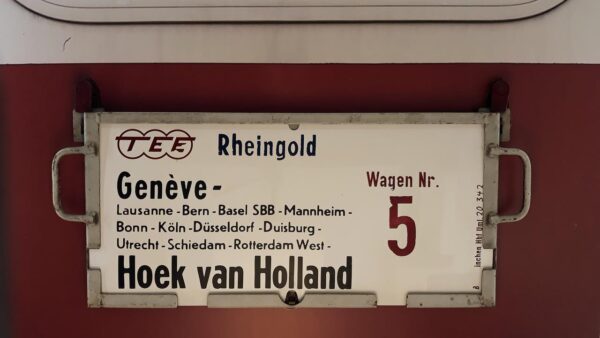 TEE Rheingold
Genève-
Lausanne-Bern-Basel SBB-Mannheim-
Bonn-Köln-Düsseldorf-Duisburg-
Utrecht-Schiedam-Rotterdam West-
Hoek van Holland
Wagen Nr.
5